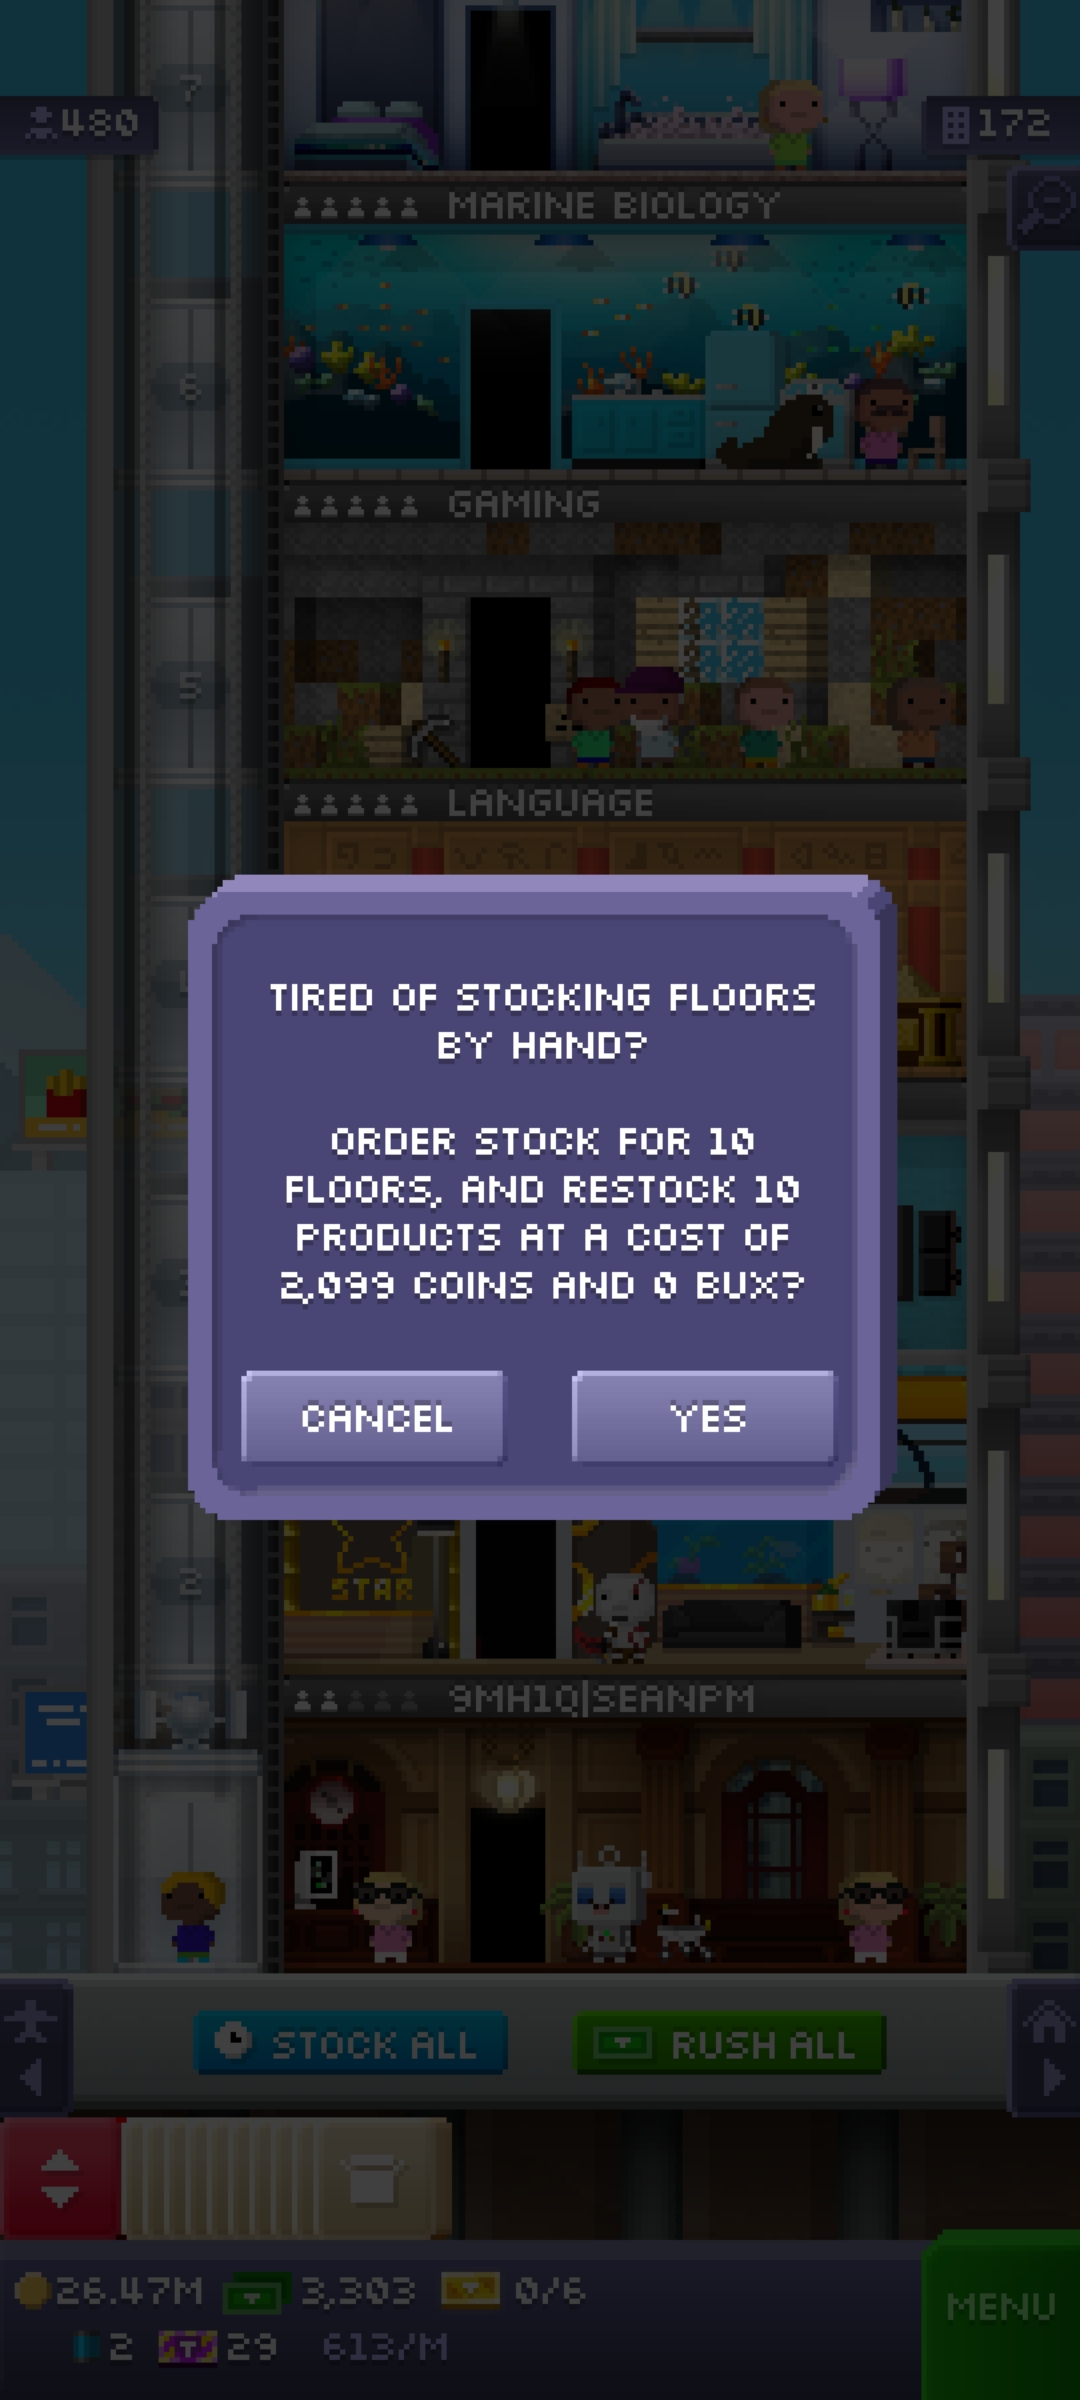 7
480
172
MARINE BIOLOGY
6
GAMING
5
LANGUAGE
TIRED OF STOCKING FLOORS
BY HAND?
ORDER STOCK FOR 10
FLOORS, AND RESTOCK 10
PRODUCTS AT A COST OF
2,099 COINS AND 0 BUX?
CANCEL
YES
2
STAR
9MH1Q|SEANPM
STOCK ALL
RUSH ALL
26.47M
3,303
0/6
MENU
2
29
613/M